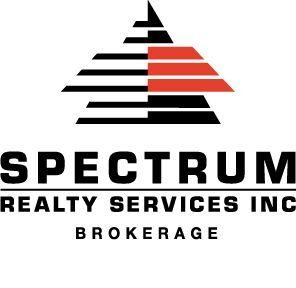 SPECTRUM
REALTY SERVICES INC
BROKERAGE